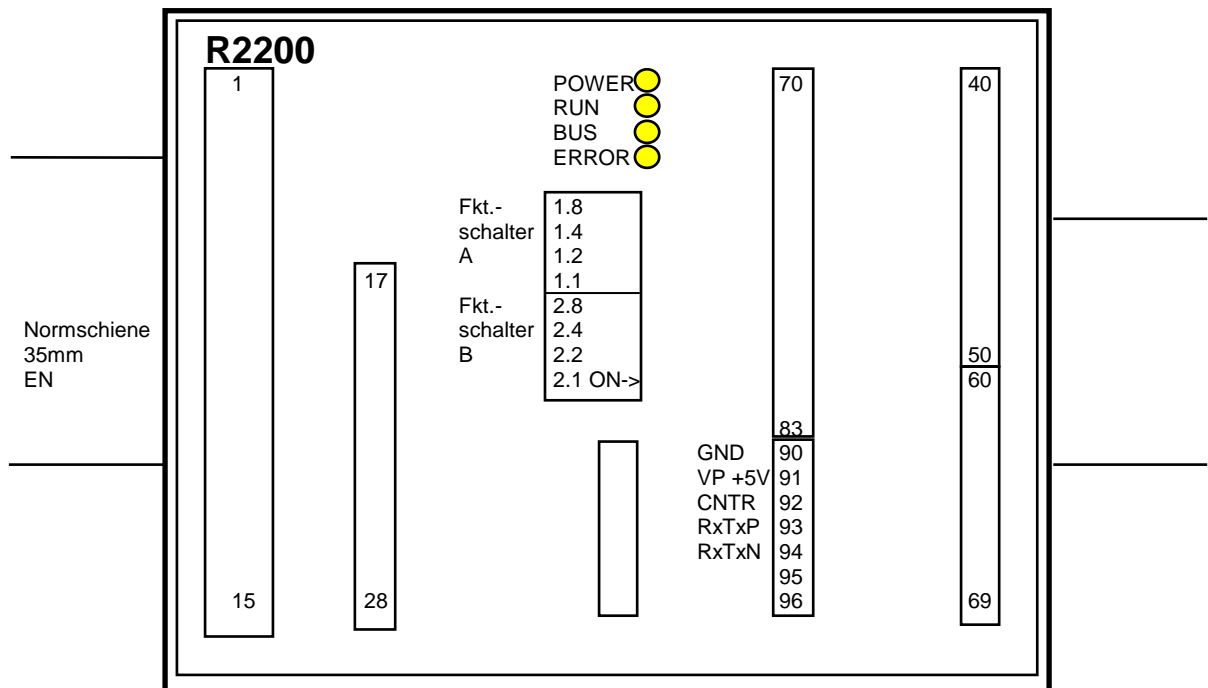 R2200
1
15
17
28
POWER
RUN
BUS
ERROR
Fkt.-
schalter
A
1.8
1.4
1.2
1.1
Fkt.-
schalter
B
2.8
2.4
2.2
2.1 ON->
Normschiene
35mm
EN
70
83
GND 90
VP +5V 91
CNTR 92
RxTxP 93
RxTxN 94
95
96
40
50
60
69